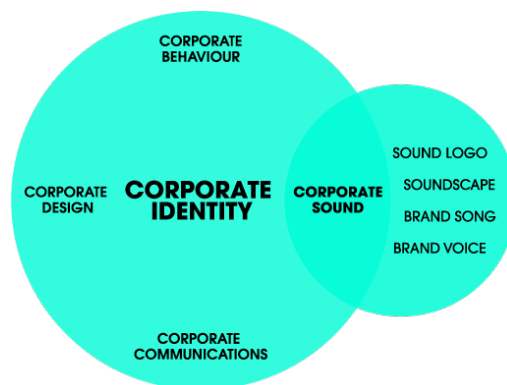 CORPORATE
BEHAVIOUR
CORPORATE
DESIGN
CORPORATE
IDENTITY
CORPORATE
SOUND
SOUND LOGO
SOUNDSCAPE
BRAND SONG
BRAND VOICE
CORPORATE
COMMUNICATIONS